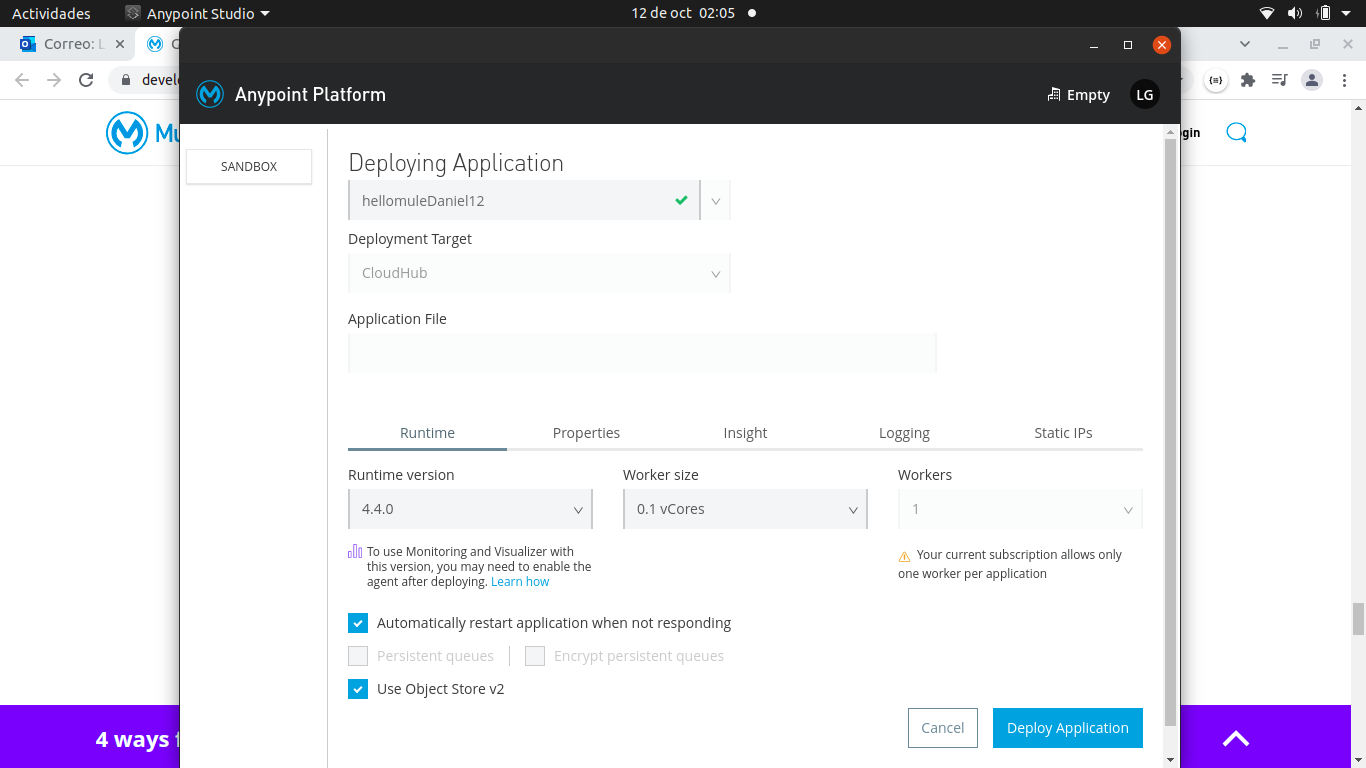 Actividades
Anypoint Studio
12 de oct 02:05
Correo: L
C
devel
Anypoint Platform
Empty
LG
Mu
gin
SANDBOX
Deploying Application
hellomuleDaniel12
Deployment Target
CloudHub
Application File
Runtime
Properties
Insight
Logging
Static IPs
Runtime version
Worker size
Workers
4.4.0
0.1 vCores
1
To use Monitoring and Visualizer with
this version, you may need to enable the
agent after deploying. Learn how
Your current subscription allows only
one worker per application
Automatically restart application when not responding
Persistent queues
Encrypt persistent queues
Use Object Store v2
Cancel
Deploy Application
4 ways f